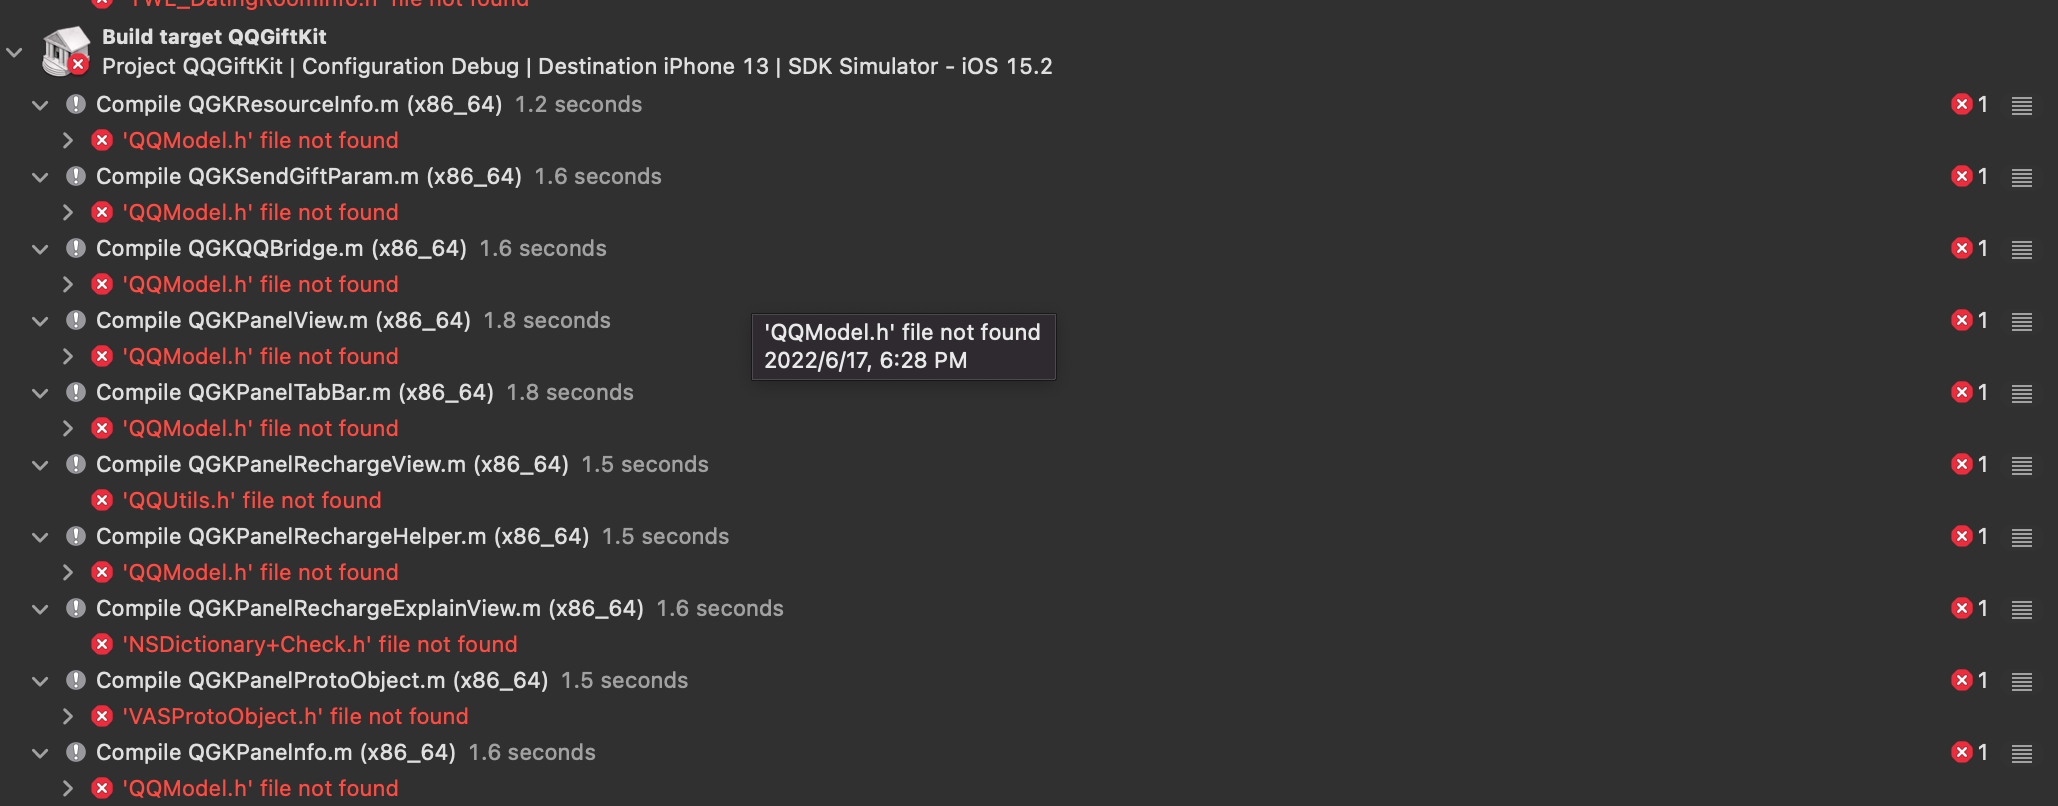 'TWL_DatingRoomInfo.h' file not found
Build target QQGiftKit
Project QQGiftKit | Configuration Debug | Destination iPhone 13 | SDK Simulator - iOS 15.2
Compile QGKResourceInfo.m (x86_64) 1.2 seconds 1
'QQModel.h' file not found
Compile QGKSendGiftParam.m (x86_64) 1.6 seconds 1
'QQModel.h' file not found
Compile QGKQQBridge.m (x86_64) 1.6 seconds 1
'QQModel.h' file not found
Compile QGKPanelView.m (x86_64) 1.8 seconds 1
'QQModel.h' file not found
2022/6/17, 6:28 PM
'QQModel.h' file not found
Compile QGKPanelTabBar.m (x86_64) 1.8 seconds 1
'QQModel.h' file not found
Compile QGKPanelRechargeView.m (x86_64) 1.5 seconds 1
'QQUtils.h' file not found
Compile QGKPanelRechargeHelper.m (x86_64) 1.5 seconds 1
'QQModel.h' file not found
Compile QGKPanelRechargeExplainView.m (x86_64) 1.6 seconds 1
'NSDictionary+Check.h' file not found
Compile QGKPanelProtoObject.m (x86_64) 1.5 seconds 1
'VASProtoObject.h' file not found
Compile QGKPaneInfo.m (x86_64) 1.6 seconds 1
'QQModel.h' file not found